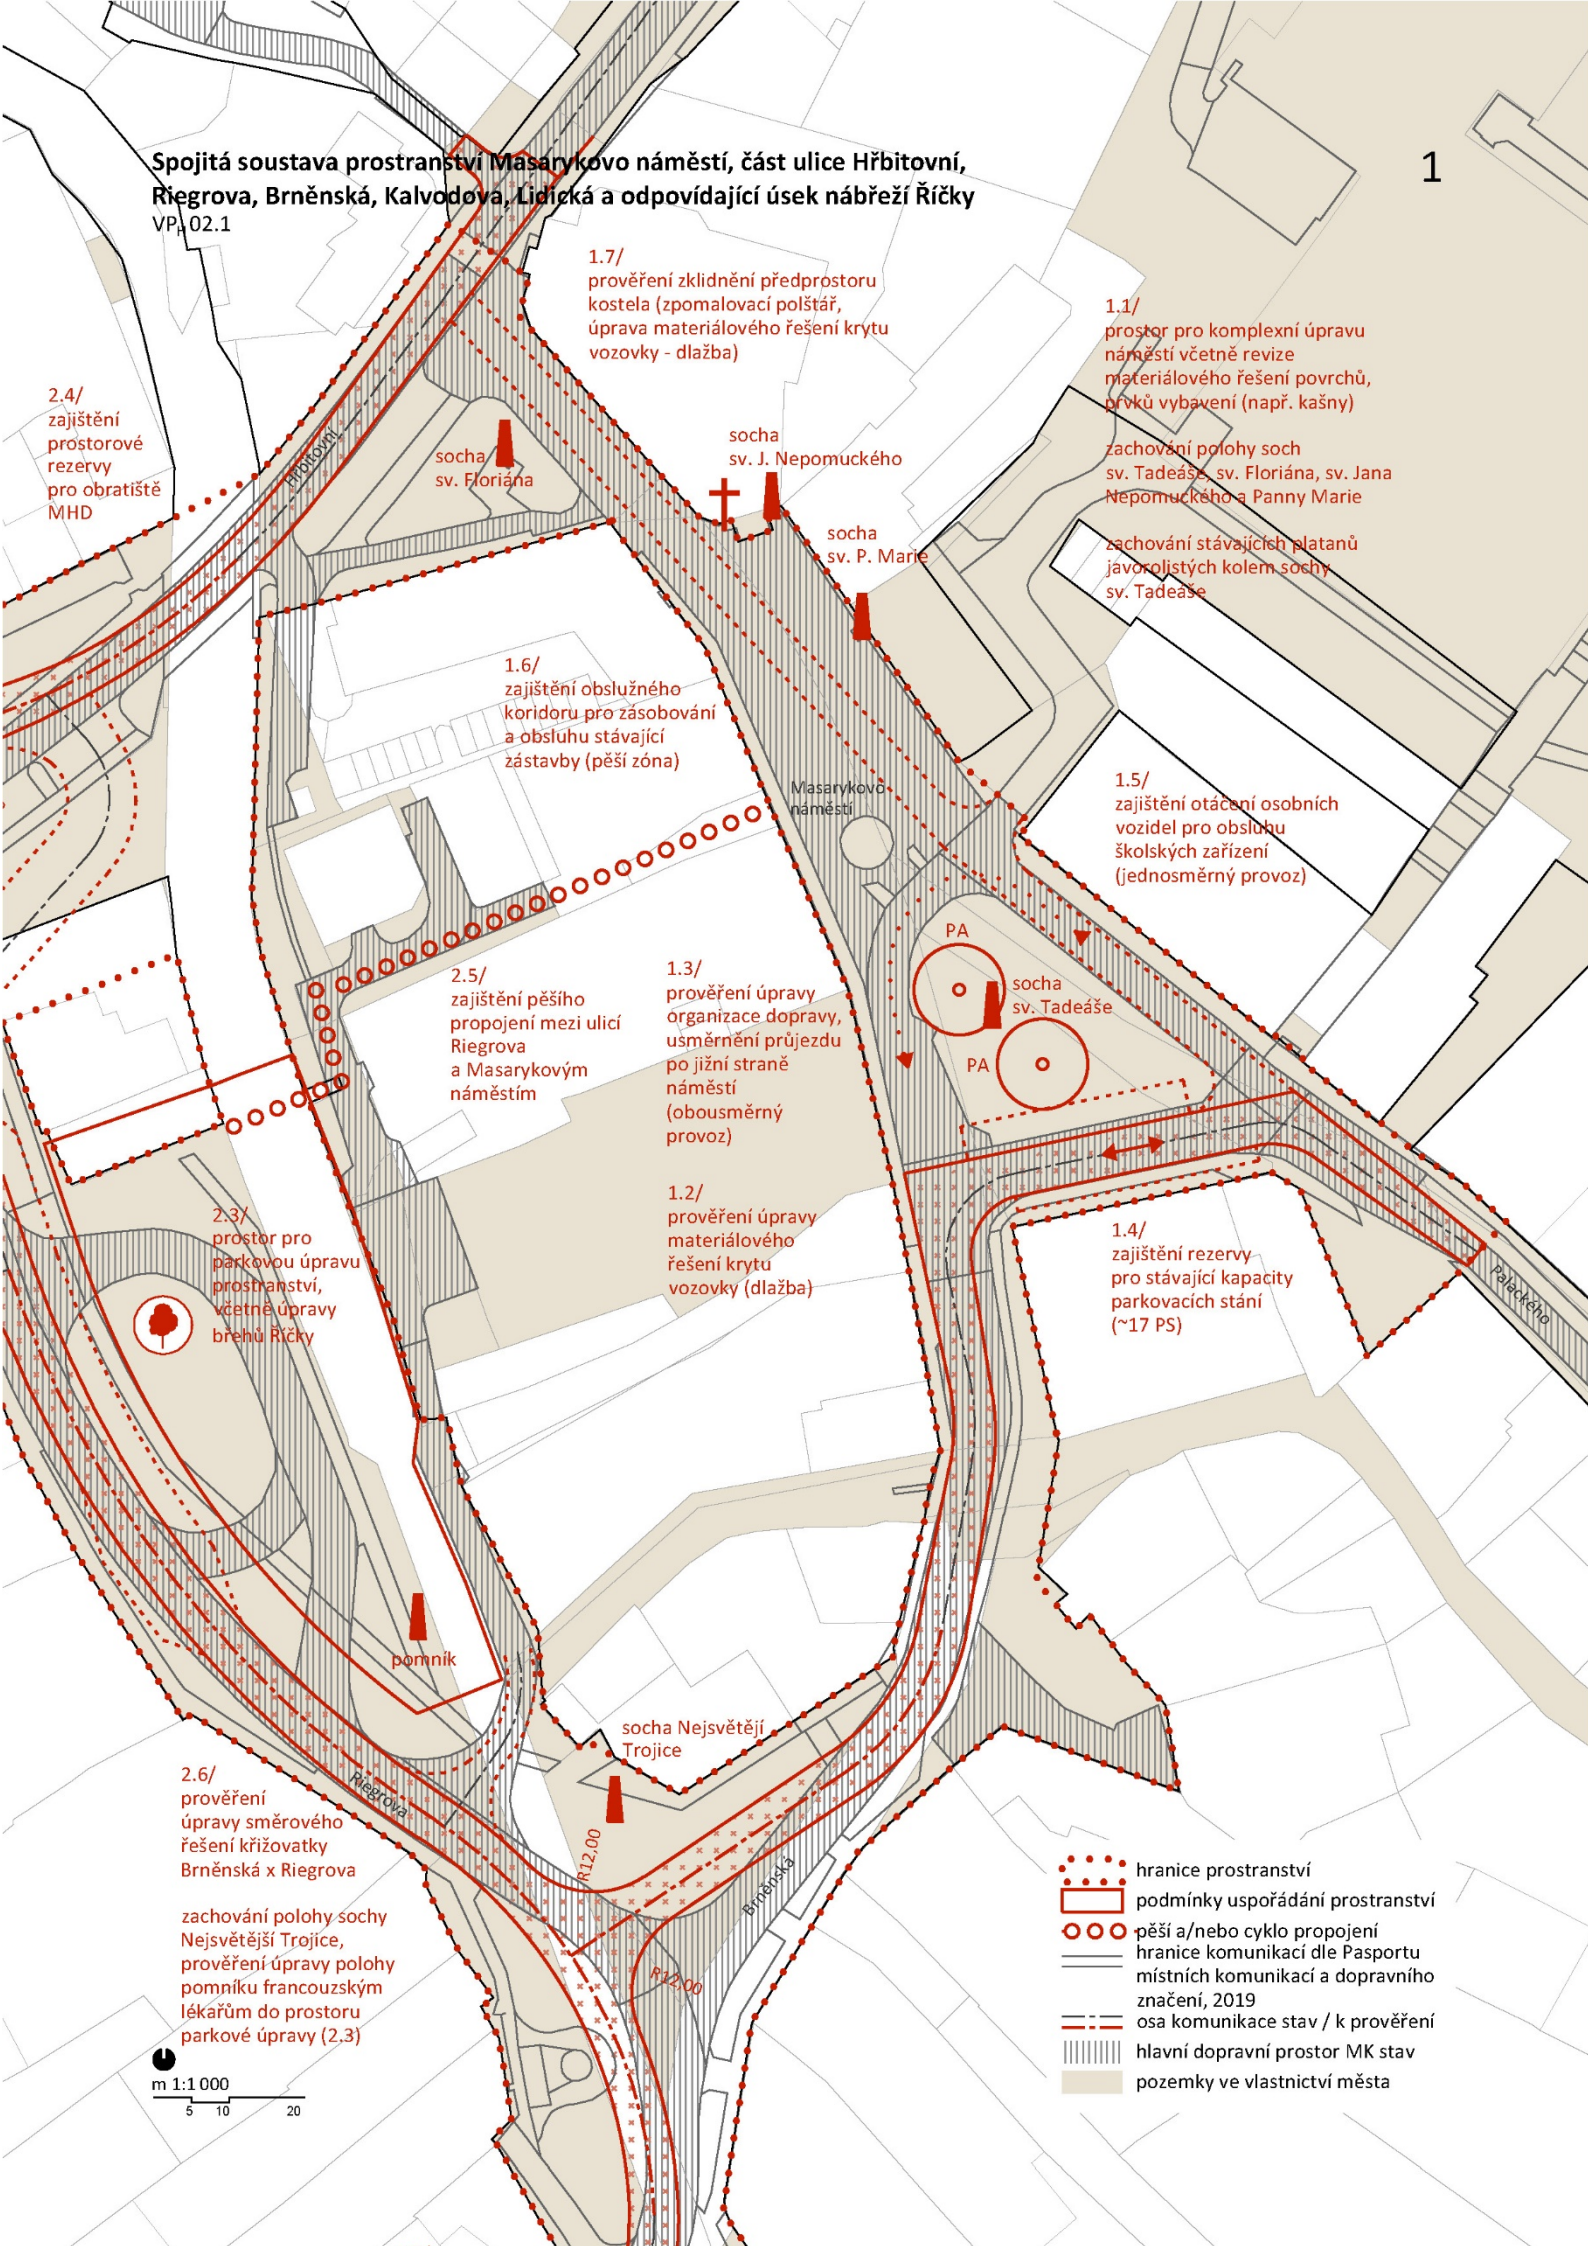 Spojitá soustava prostranství Masarykovo náměstí, část ulice Hřbitovní,
Riegrova, Brněnská, Kalvodova, Lidická a odpovídající úsek nábřeží Říčky
VPH 02.1
1
1.7/
prověření zklidnění předprostoru
kostela (zpomalovací polštář,
úprava materiálového řešení krytu
vozovky - dlažba)
1.1/
prostor pro komplexní úpravu
náměstí včetně revize
materiálového řešení povrchů,
prvků vybavení (např. kašny)
zachování polohy soch
sv. Tadeáše, sv. Floriána, sv. Jana
Nepomuckého a Panny Marie
zachování stávajících platanů
javorolistých kolem sochy
sv. Tadeáše
2.4/
zajištění
prostorové
rezervy
pro obratiště
MHD
Hřbitovní
socha
sv. Floriána
socha
sv. J. Nepomuckého
socha
sv. P. Marie
1.6/
zajištění obslužného
koridoru pro zásobování
a obsluhu stávající
zástavby (pěší zóna)
Masarykovo
náměstí
1.5/
zajištění otáčení osobních
vozidel pro obsluhu
školských zařízení
(jednosměrný provoz)
PA
socha
sv. Tadeáše
PA
2.5/
zajištění pěšího
propojení mezi ulicí
Riegrova
a Masarykovým
náměstím
1.3/
prověření úpravy
organizace dopravy,
usměrnění průjezdu
po jižní straně
náměstí
(obousměrný
provoz)
1.2/
prověření úpravy
materiálového
řešení krytu
vozovky (dlažba)
2.3/
prostor pro
parkovou úpravu
prostranství,
včetně úpravy
břehů Říčky
1.4/
zajištění rezervy
pro stávající kapacity
parkovacích stání
(~17 PS)
Palackého
pomník
socha Nejsvětějí
Trojice
Riegrova
R12,00
Brněnská
R12,00
2.6/
prověření
úpravy směrového
řešení křižovatky
Brněnská x Riegrova
zachování polohy sochy
Nejsvětější Trojice,
prověření úpravy polohy
pomníku francouzským
lékařům do prostoru
parkové úpravy (2.3)
m 1:1 000
5 10 20
hranice prostranství
podmínky uspořádání prostranství
pěší a/nebo cyklo propojení
hranice komunikací dle Pasportu
místních komunikací a dopravního
značení, 2019
osa komunikace stav / k prověření
hlavní dopravní prostor MK stav
pozemky ve vlastnictví města